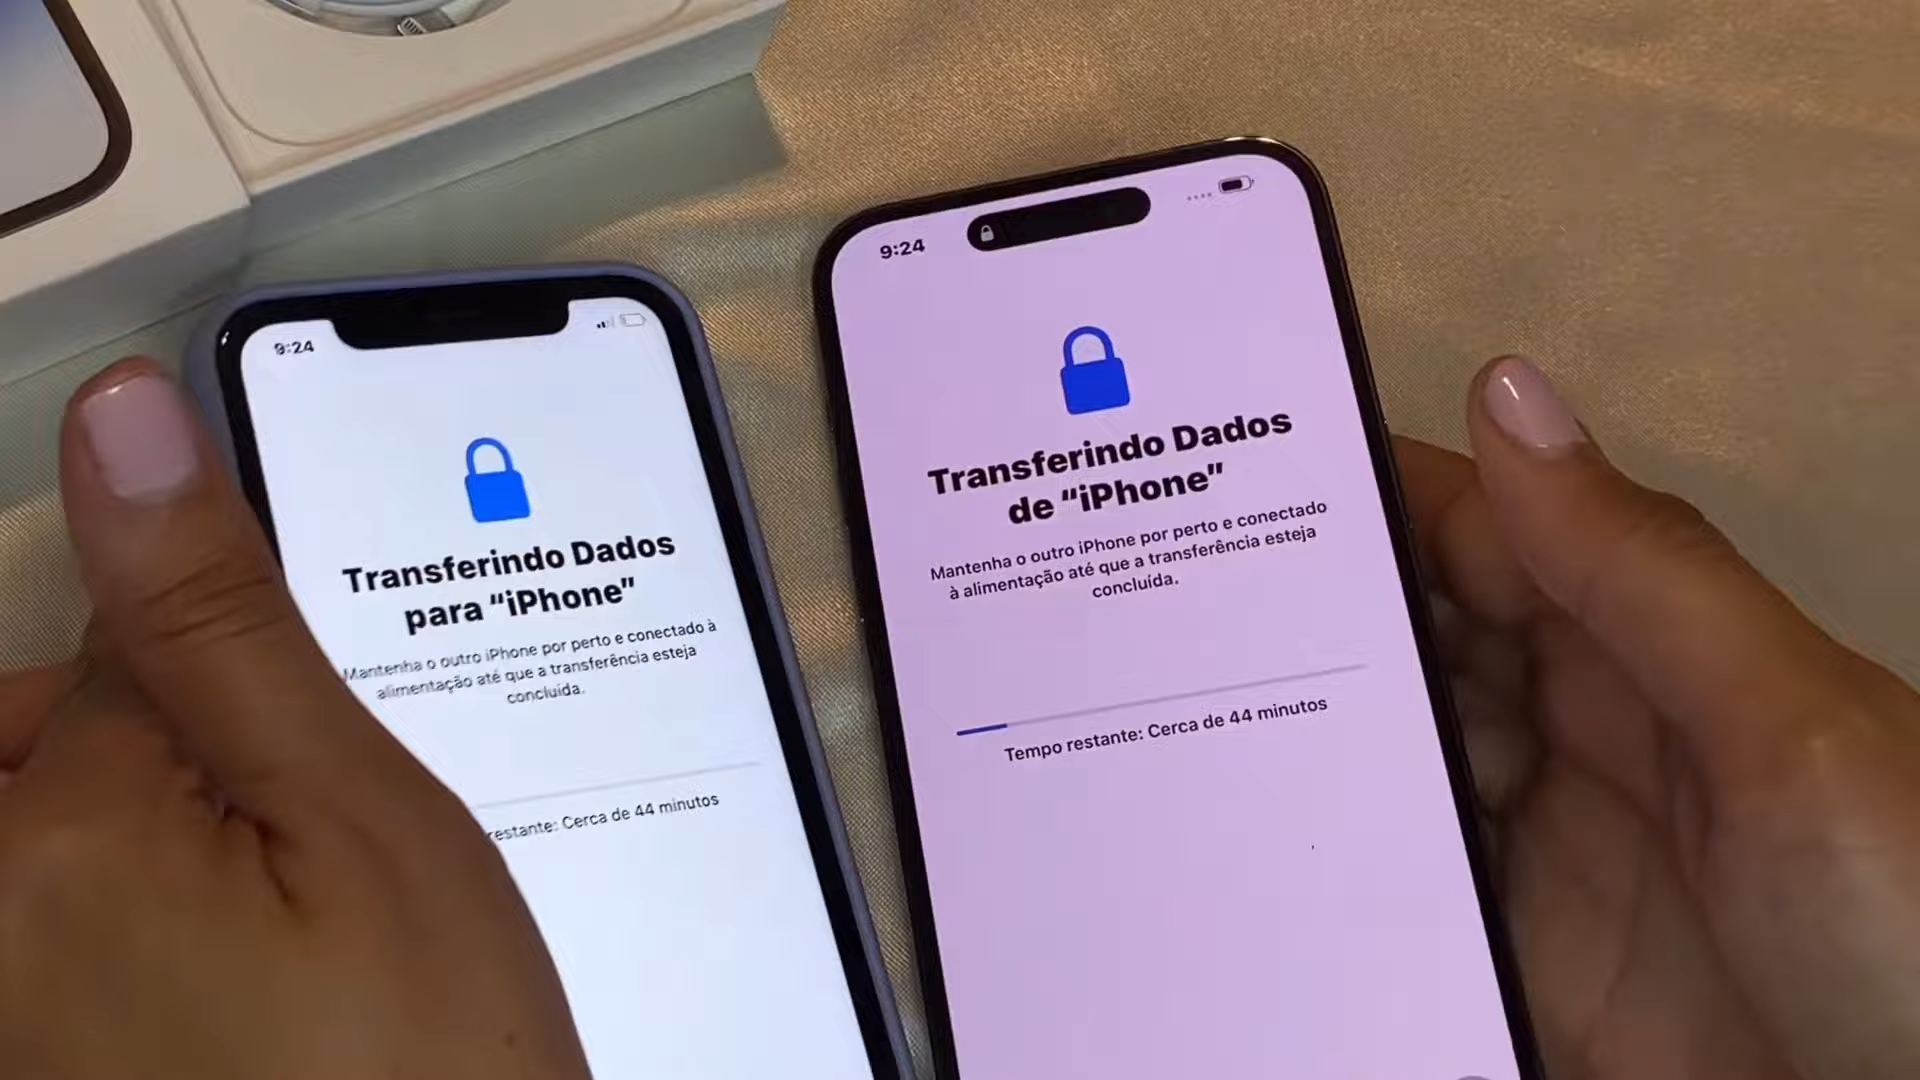 9:24
Transferindo Dados
para “iPhone”
Mantenha o outro iPhone por perto e conectado à
alimentação até que a transferência esteja
concluída.
restante: Cerca de 44 minutos
9:24
Transferindo Dados
de “iPhone”
Mantenha o outro iPhone por perto e conectado
à alimentação até que a transferência esteja
concluída.
Tempo restante: Cerca de 44 minutos